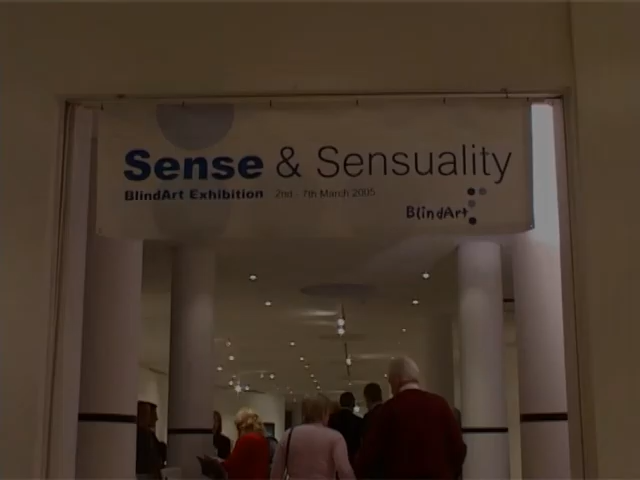 Sense & Sensuality
BlindArt Exhibition 2nd - 7th March 2005
BlindArt